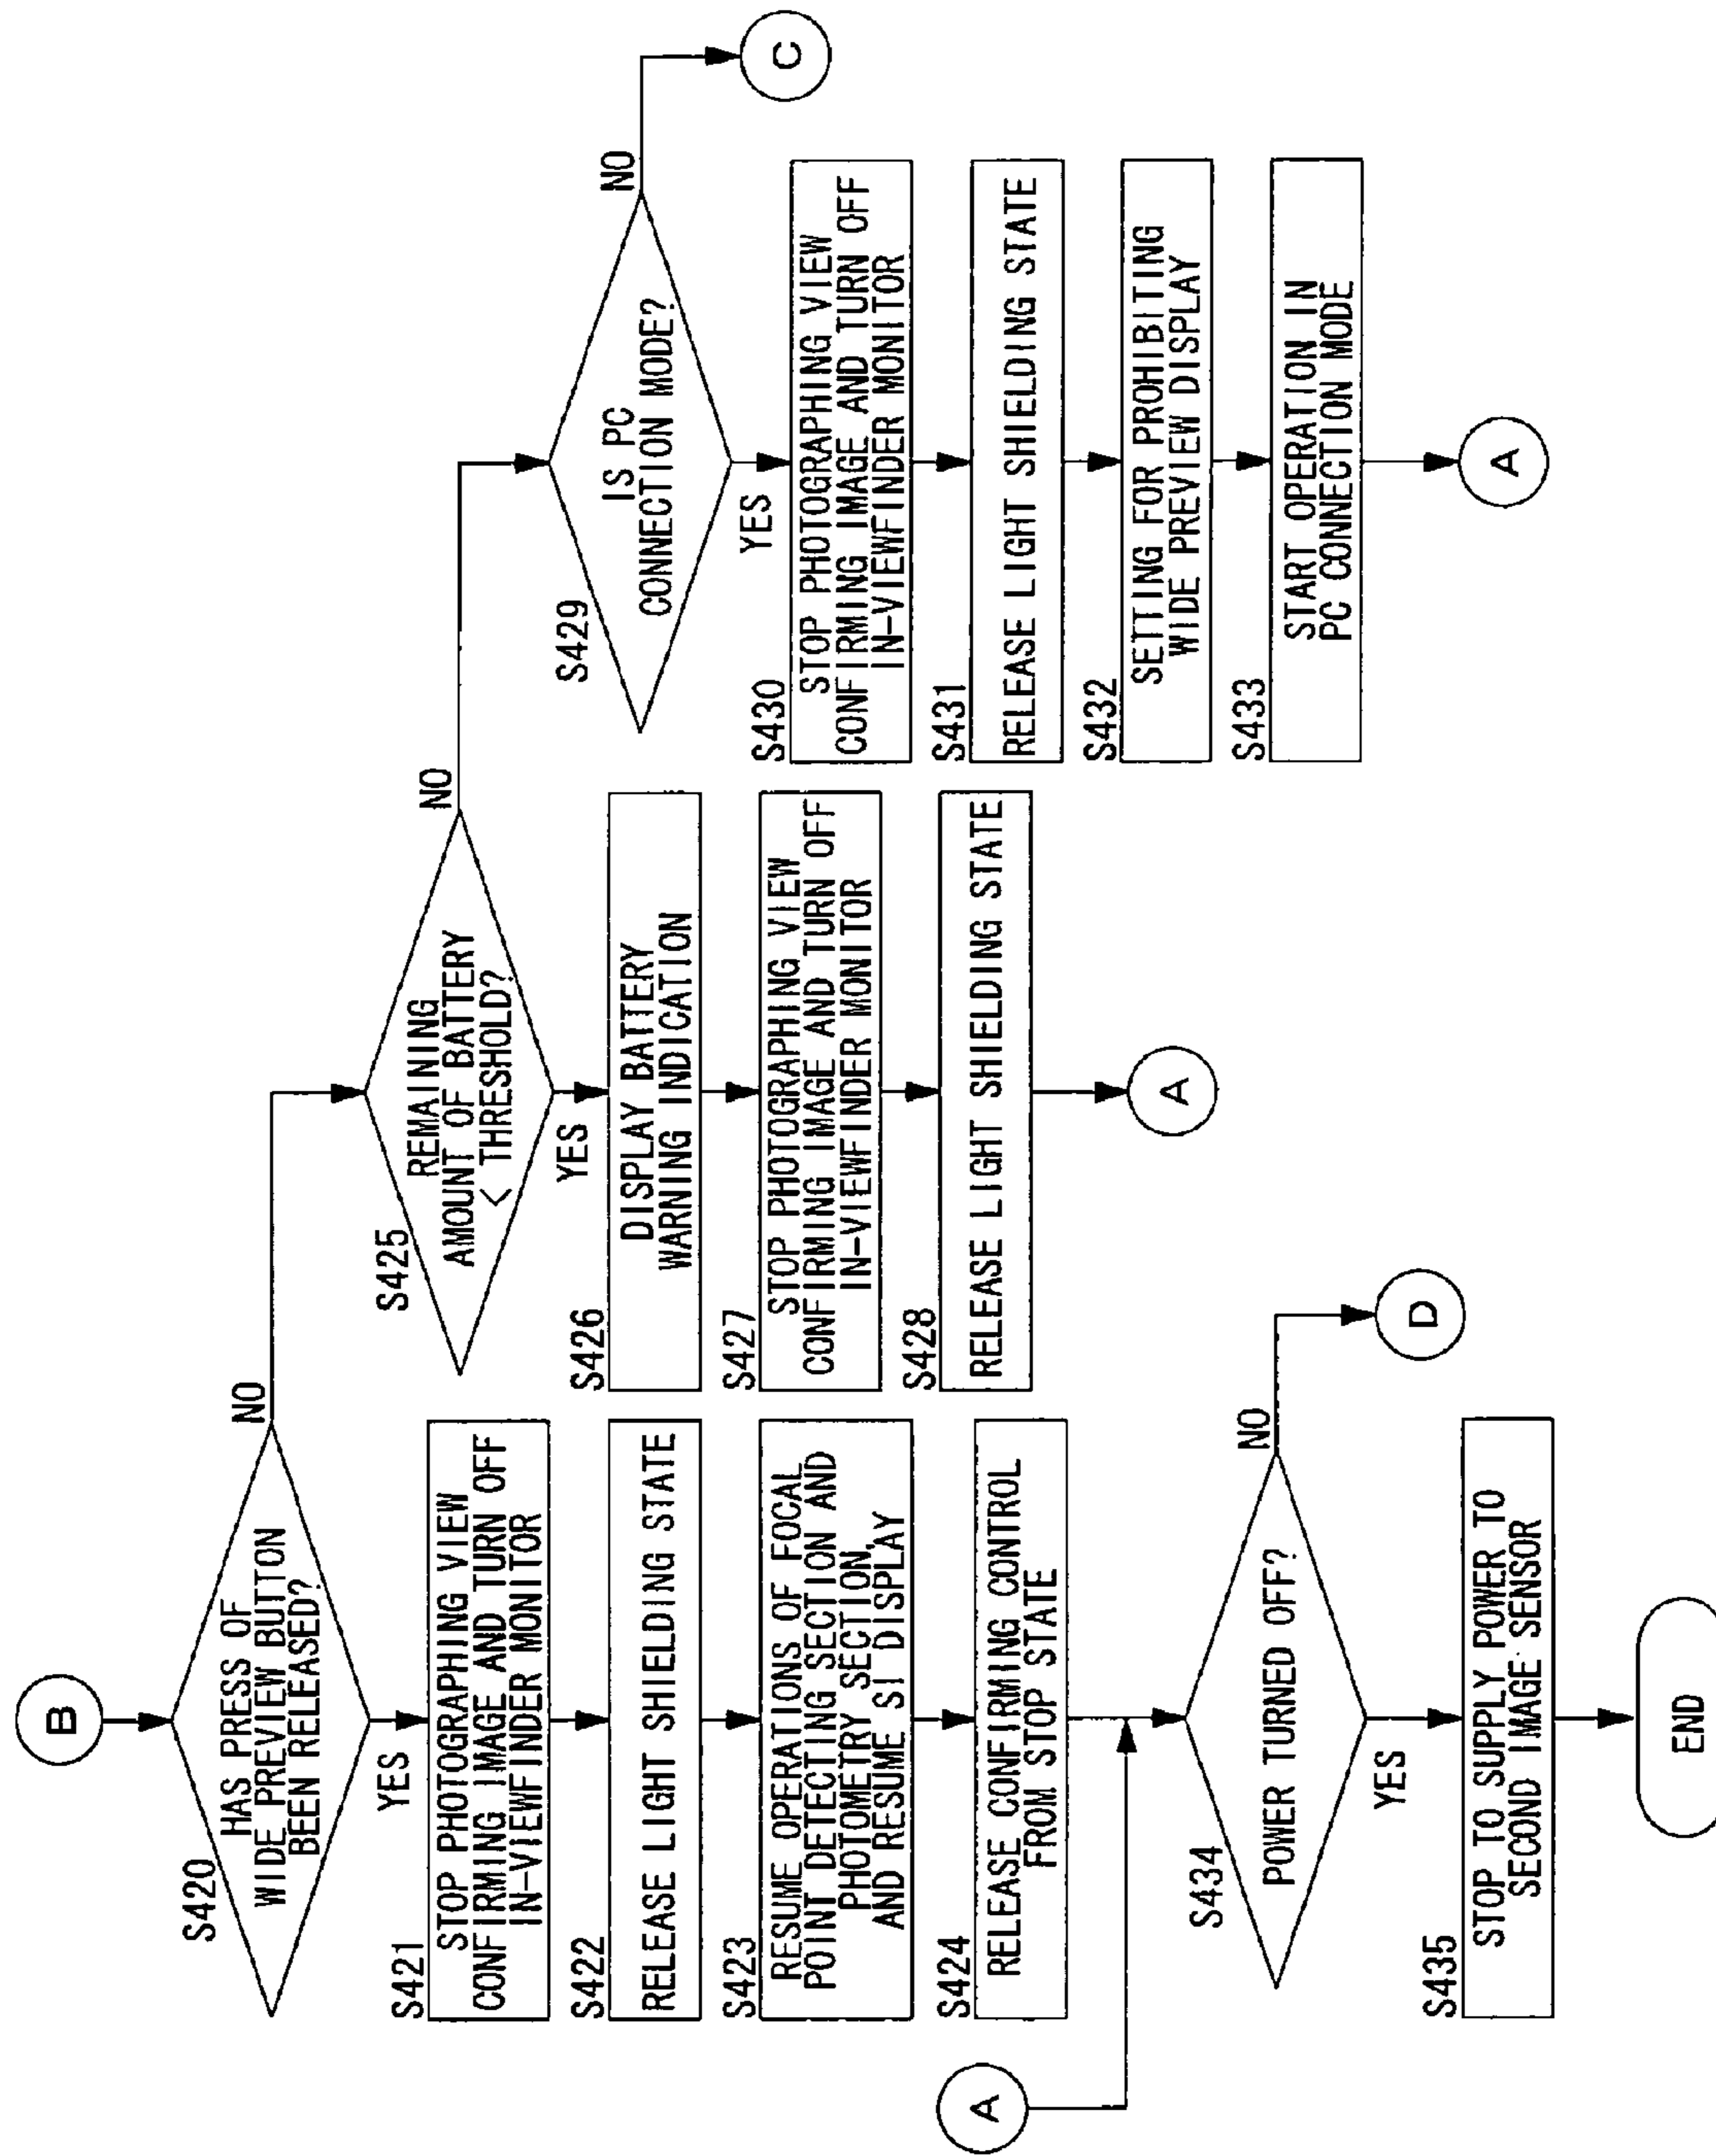 B
S420
HAS PRESS OF
WIDE PREVIEW BUTTON
BEEN RELEASED?
NO
YES
S421
STOP PHOTOGRAPHING VIEW
CONFIRMING IMAGE AND TURN OFF
IN-VIEWFINDER MONITOR
S422
RELEASE LIGHT SHIELDING STATE
S423
RESUME OPERATIONS OF FOCAL
POINT DETECTING SECTION AND
PHOTOMETRY SECTION,
AND RESUME SI DISPLAY
S424
RELEASE CONFIRMING CONTROL
FROM STOP STATE
A
S434
POWER TURNED OFF?
NO
D
YES
S435
STOP TO SUPPLY POWER TO
SECOND IMAGE SENSOR
END
S425
REMAINING
AMOUNT OF BATTERY
< THRESHOLD?
NO
YES
S426
DISPLAY BATTERY
WARNING INDICATION
S427
STOP PHOTOGRAPHING VIEW
CONFIRMING IMAGE AND TURN OFF
IN-VIEWFINDER MONITOR
S428
RELEASE LIGHT SHIELDING STATE
A
S429
IS PC
CONNECTION MODE?
NO
C
YES
S430
STOP PHOTOGRAPHING VIEW
CONFIRMING IMAGE AND TURN OFF
IN-VIEWFINDER MONITOR
S431
RELEASE LIGHT SHIELDING STATE
S432
SETTING FOR PROHIBITING
WIDE PREVIEW DISPLAY
S433
START OPERATION IN
PC CONNECTION MODE
A